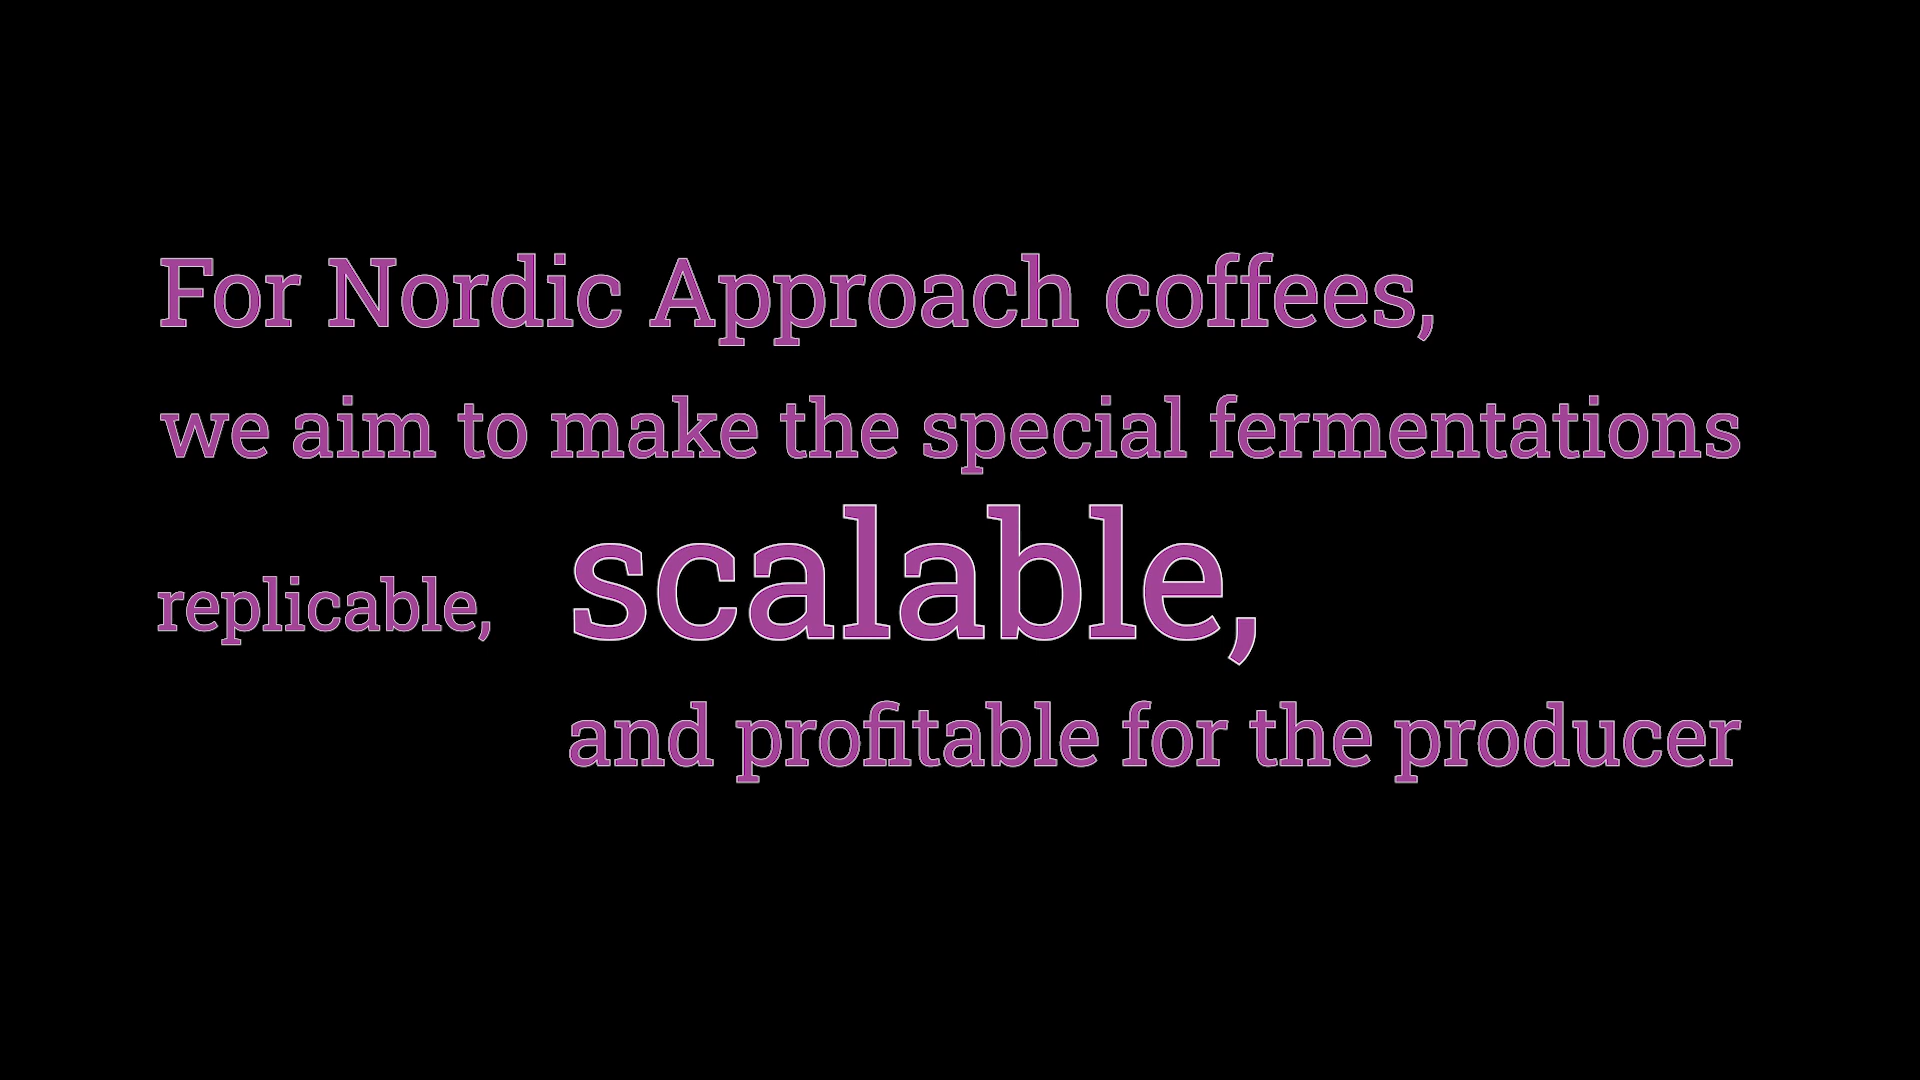 For Nordic Approach coffees,
we aim to make the special fermentations
replicable, scalable,
and profitable for the producer